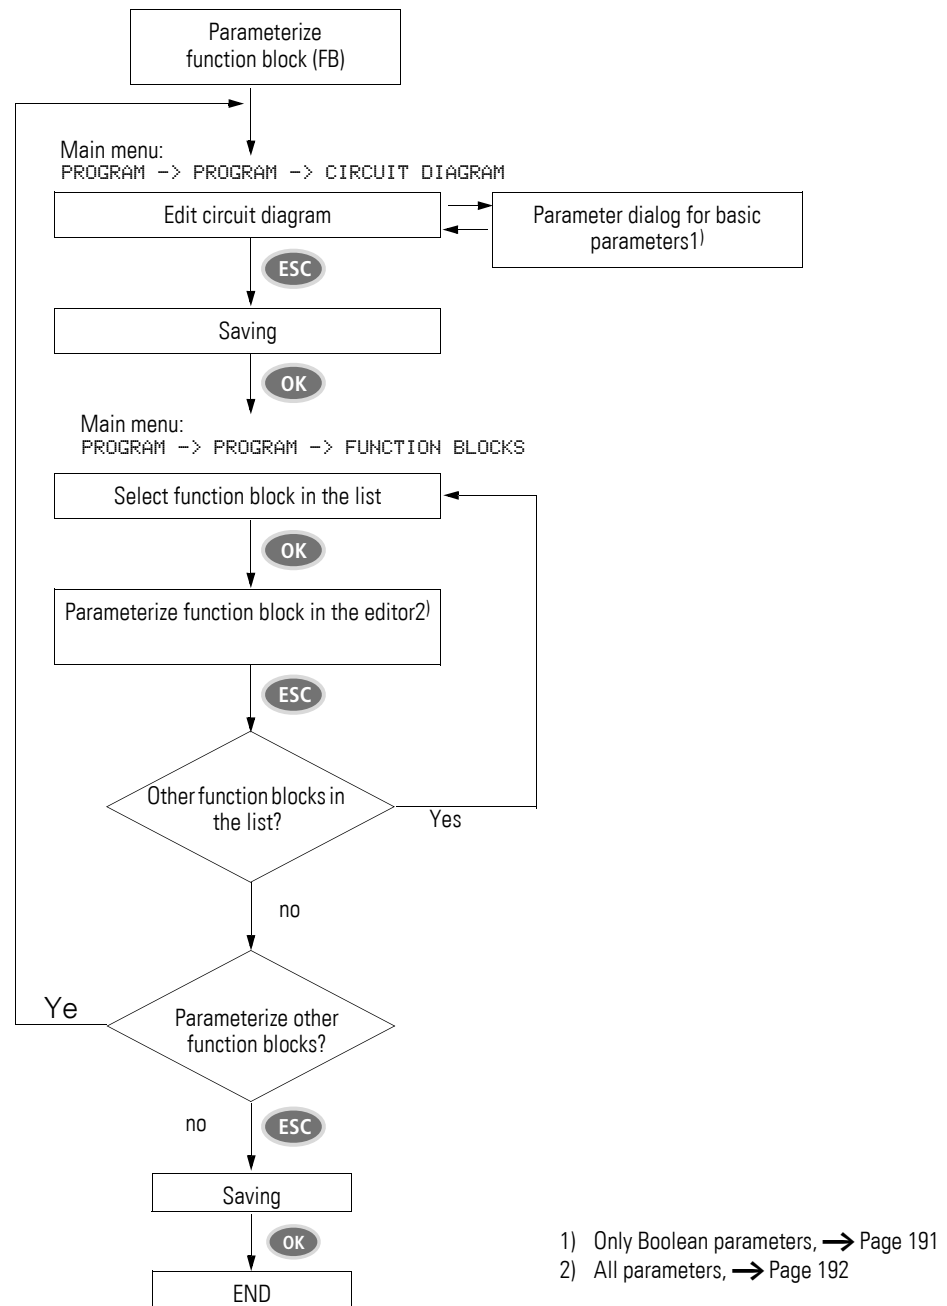 Parameterize
function block (FB)
Main menu:
PROGRAM -> PROGRAM -> CIRCUIT DIAGRAM
Edit circuit diagram
Parameter dialog for basic
parameters1)
ESC
Saving
OK
Main menu:
PROGRAM -> PROGRAM -> FUNCTION BLOCKS
Select function block in the list
OK
Parameterize function block in the editor2)
ESC
Other function blocks in
the list?
Yes
no
Ye
Parameterize other
function blocks?
no
ESC
Saving
OK
END
1) Only Boolean parameters, → Page 191
2) All parameters, → Page 192